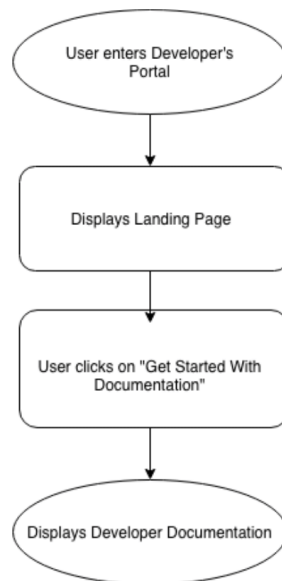 User enters Developer's
Portal
Displays Landing Page
User clicks on "Get Started With
Documentation"
Displays Developer Documentation